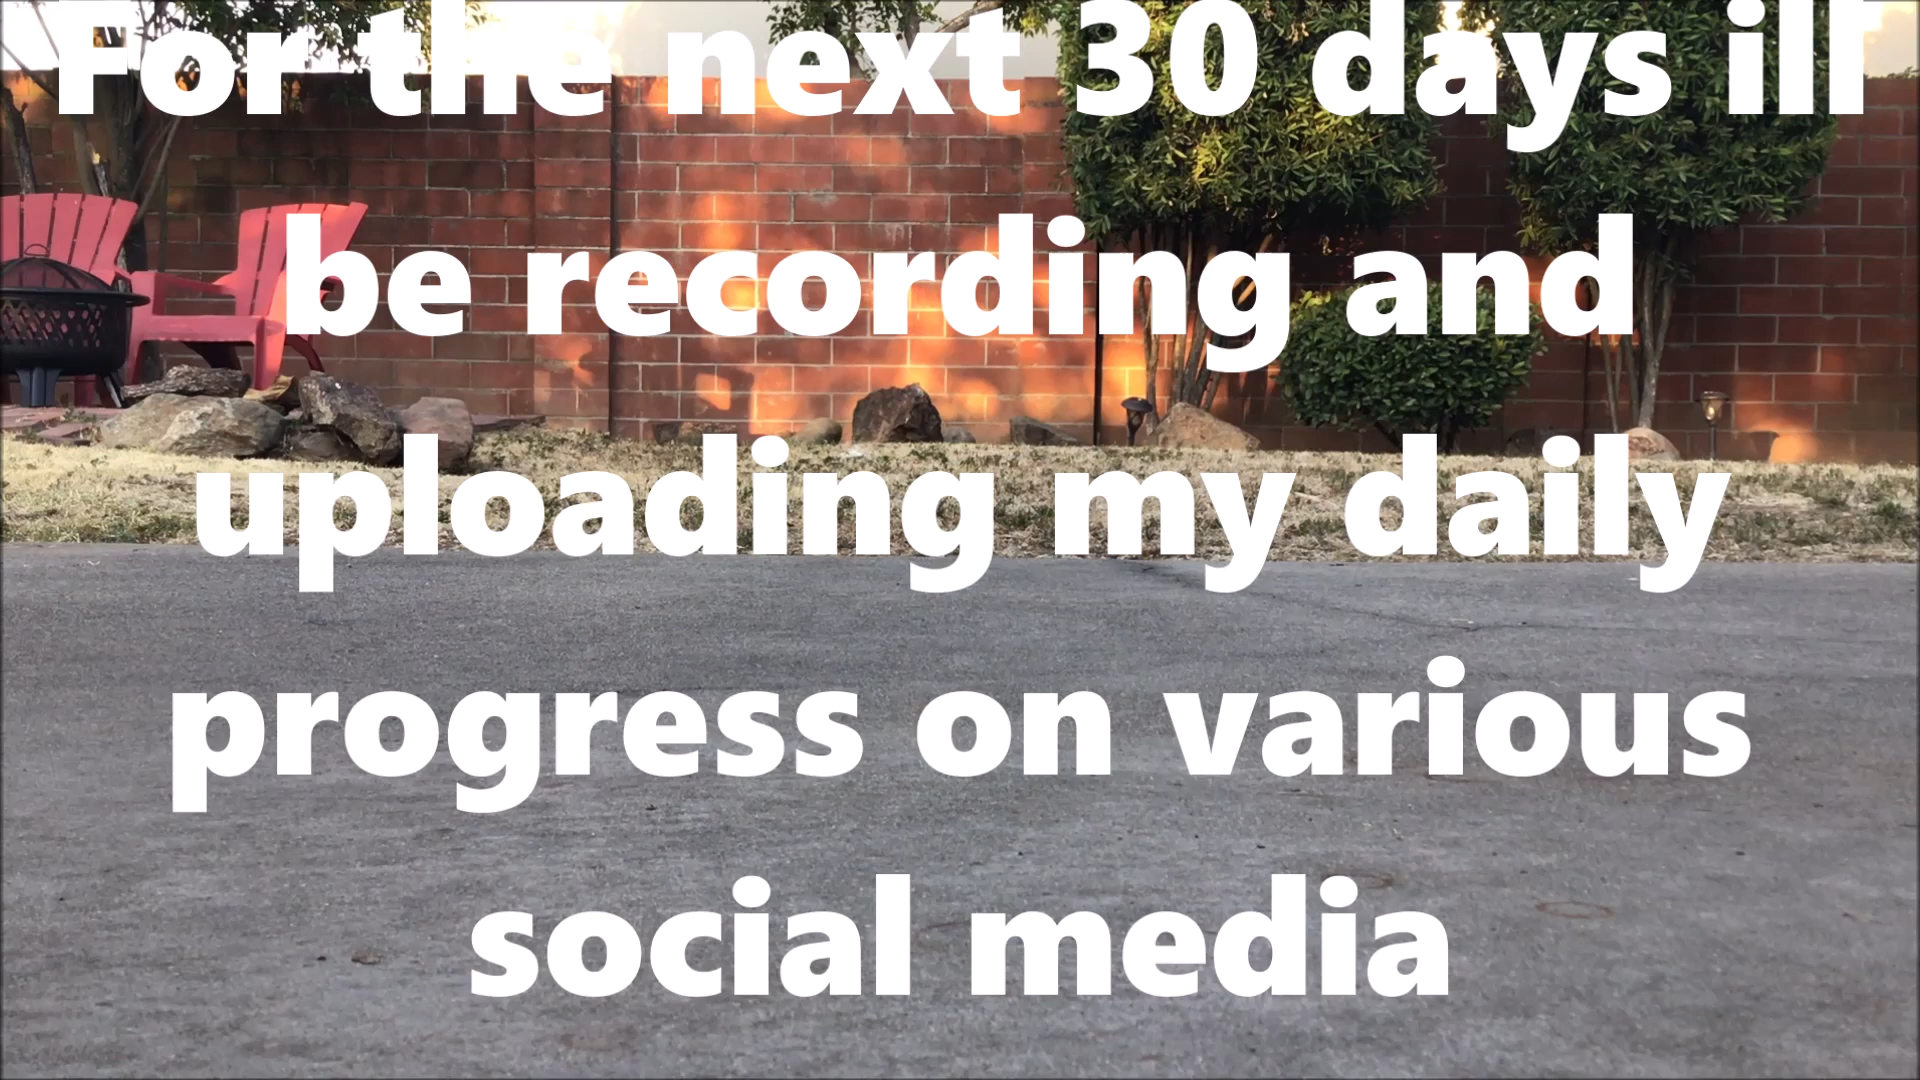 For the next 30 days ill
be recording and
uploading my daily
progress on various
social media